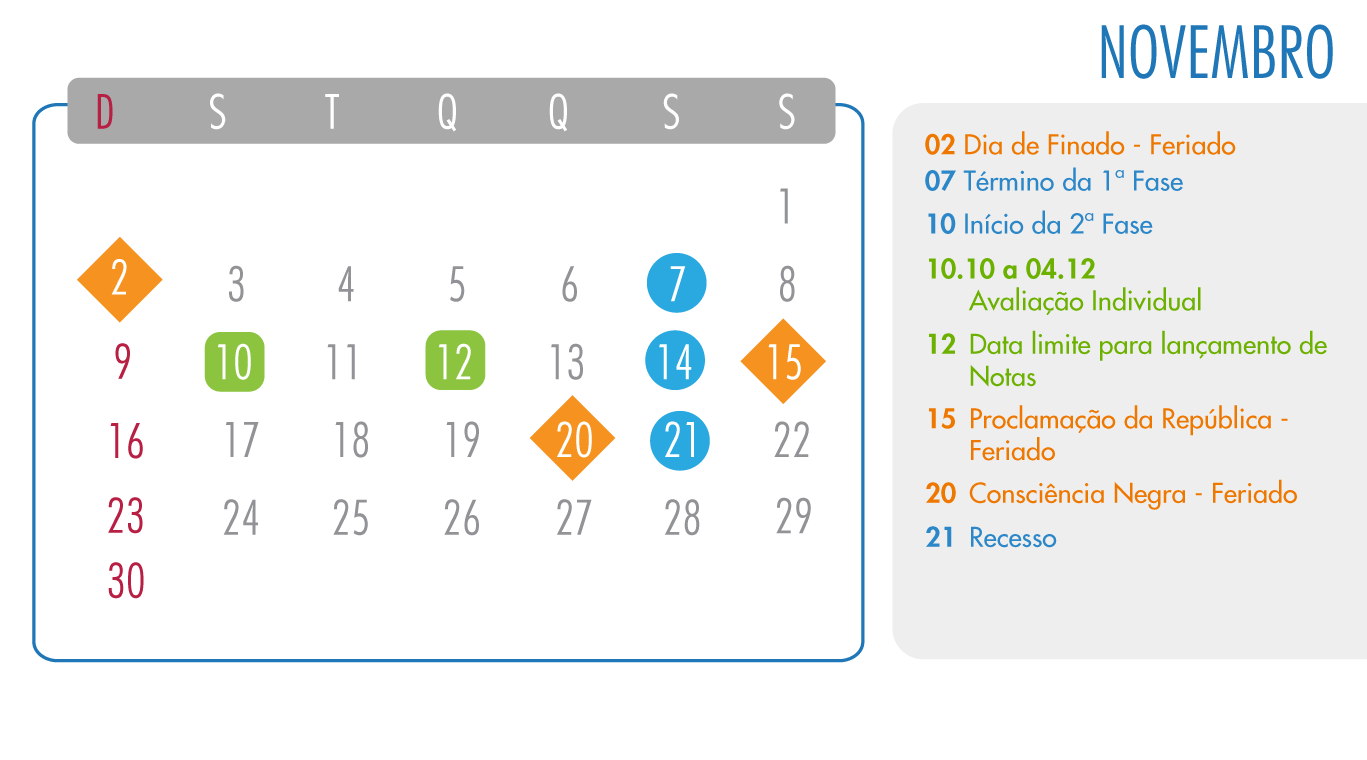 NOVEMBRO
D S T Q Q S S
1
2 3 4 5 6 7 8
9 10 11 12 13 14 15
16 17 18 19 20 21 22
23 24 25 26 27 28 29
30
02 Dia de Finado - Feriado
07 Término da 1ª Fase
10 Início da 2ª Fase
10.10 a 04.12
Avaliação Individual
12 Data limite para lançamento de
Notas
15 Proclamação da República -
Feriado
20 Consciência Negra - Feriado
21 Recesso